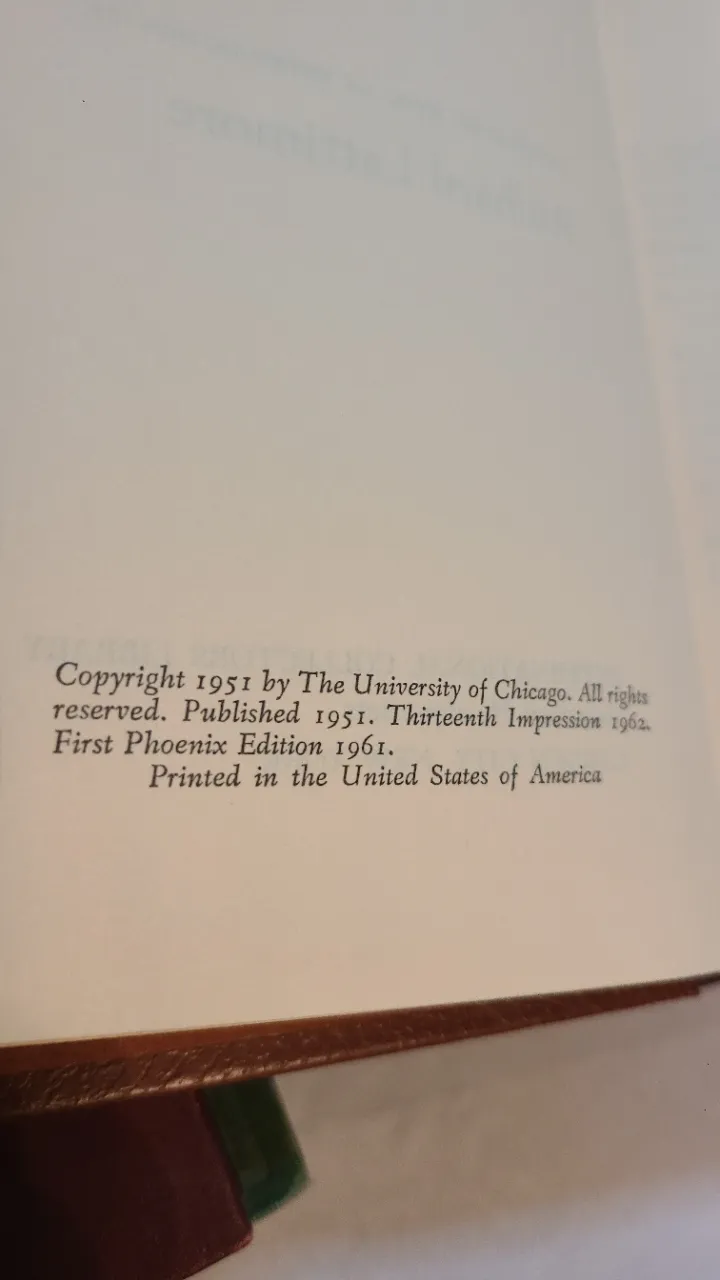 Copyright 1951 by The University of Chicago. All rights
reserved. Published 1951. Thirteenth Impression 1962.
First Phoenix Edition 1961.
Printed in the United States of America